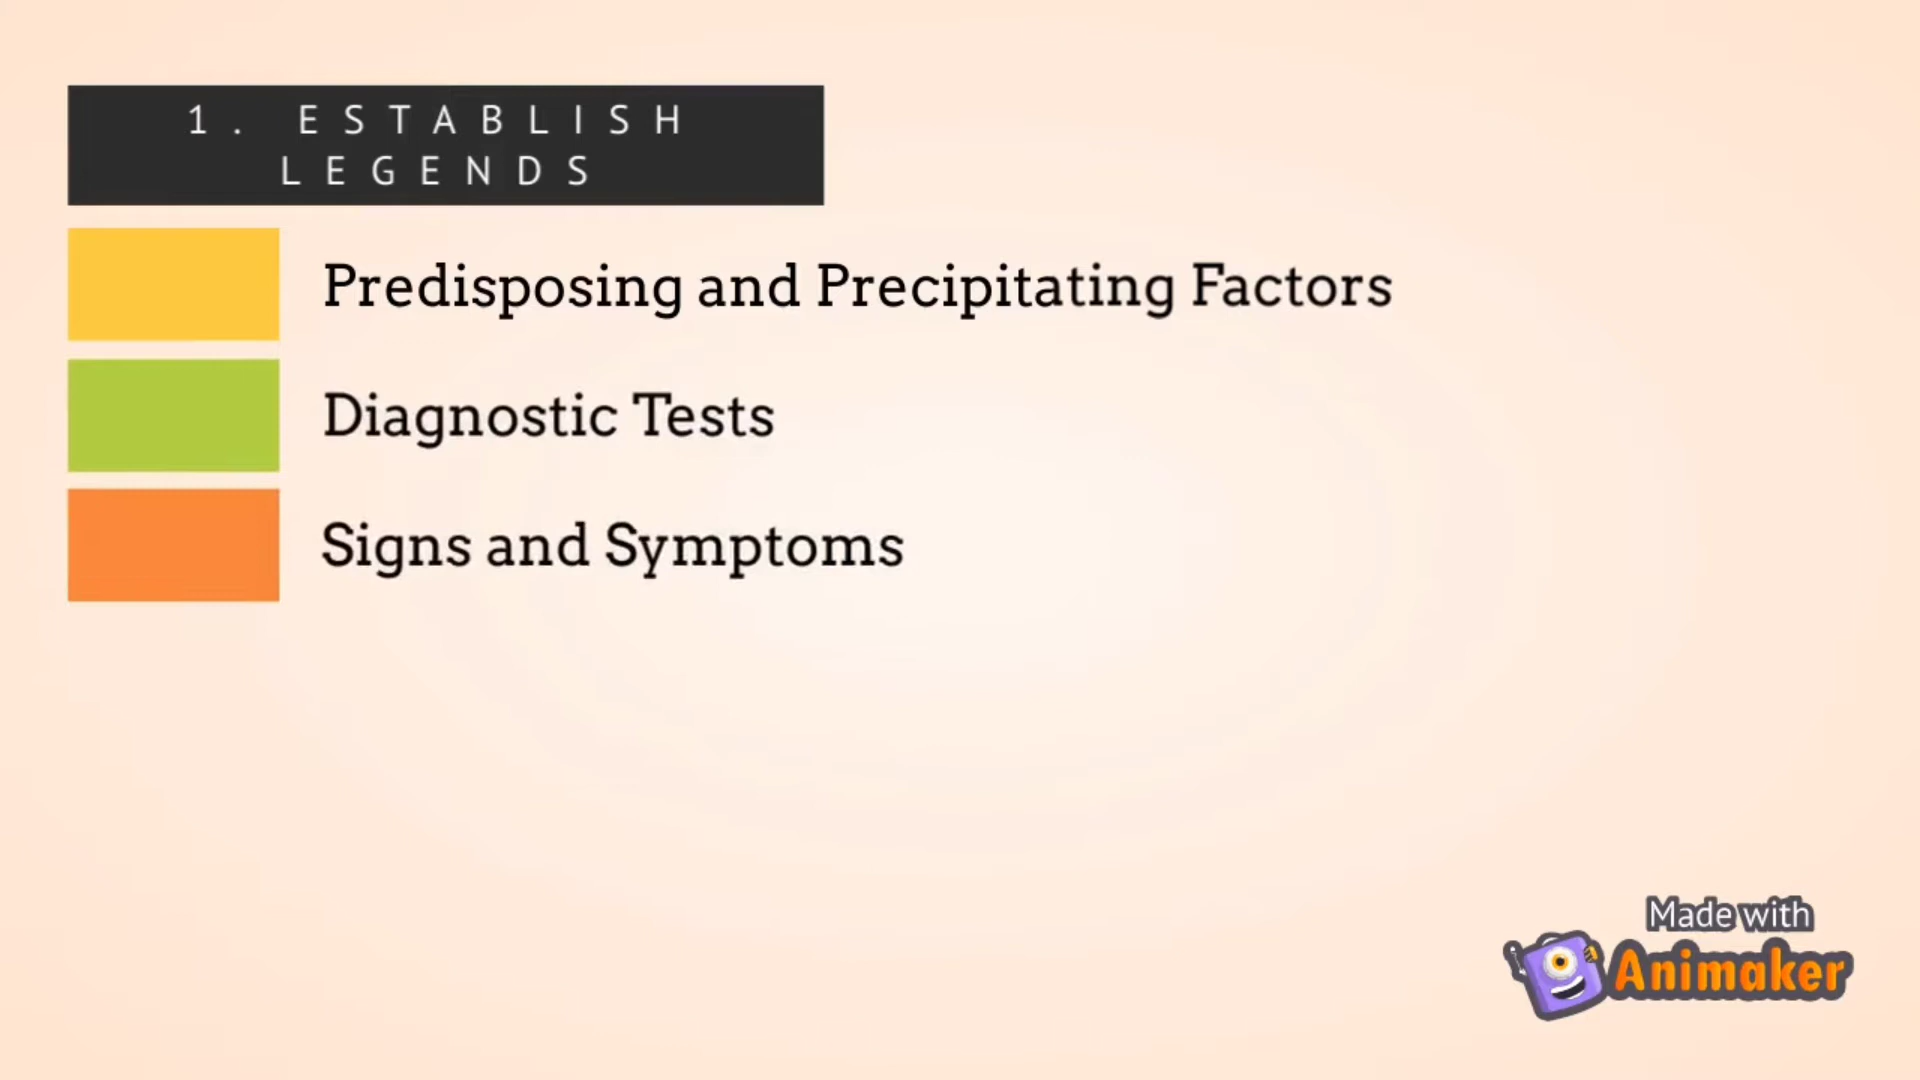 1. ESTABLISH
LEGENDS
Predisposing and Precipitating Factors
Diagnostic Tests
Signs and Symptoms
Made with
Animaker